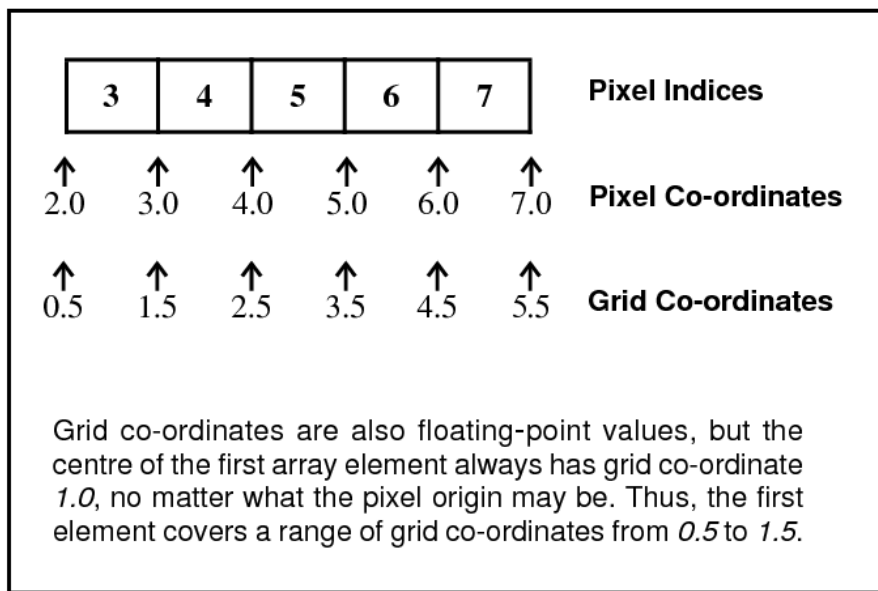 3 4 5 6 7 Pixel Indices
2.0 3.0 4.0 5.0 6.0 7.0 Pixel Co-ordinates
0.5 1.5 2.5 3.5 4.5 5.5 Grid Co-ordinates
Grid co-ordinates are also floating-point values, but the
centre of the first array element always has grid co-ordinate
1.0, no matter what the pixel origin may be. Thus, the first
element covers a range of grid co-ordinates from 0.5 to 1.5.